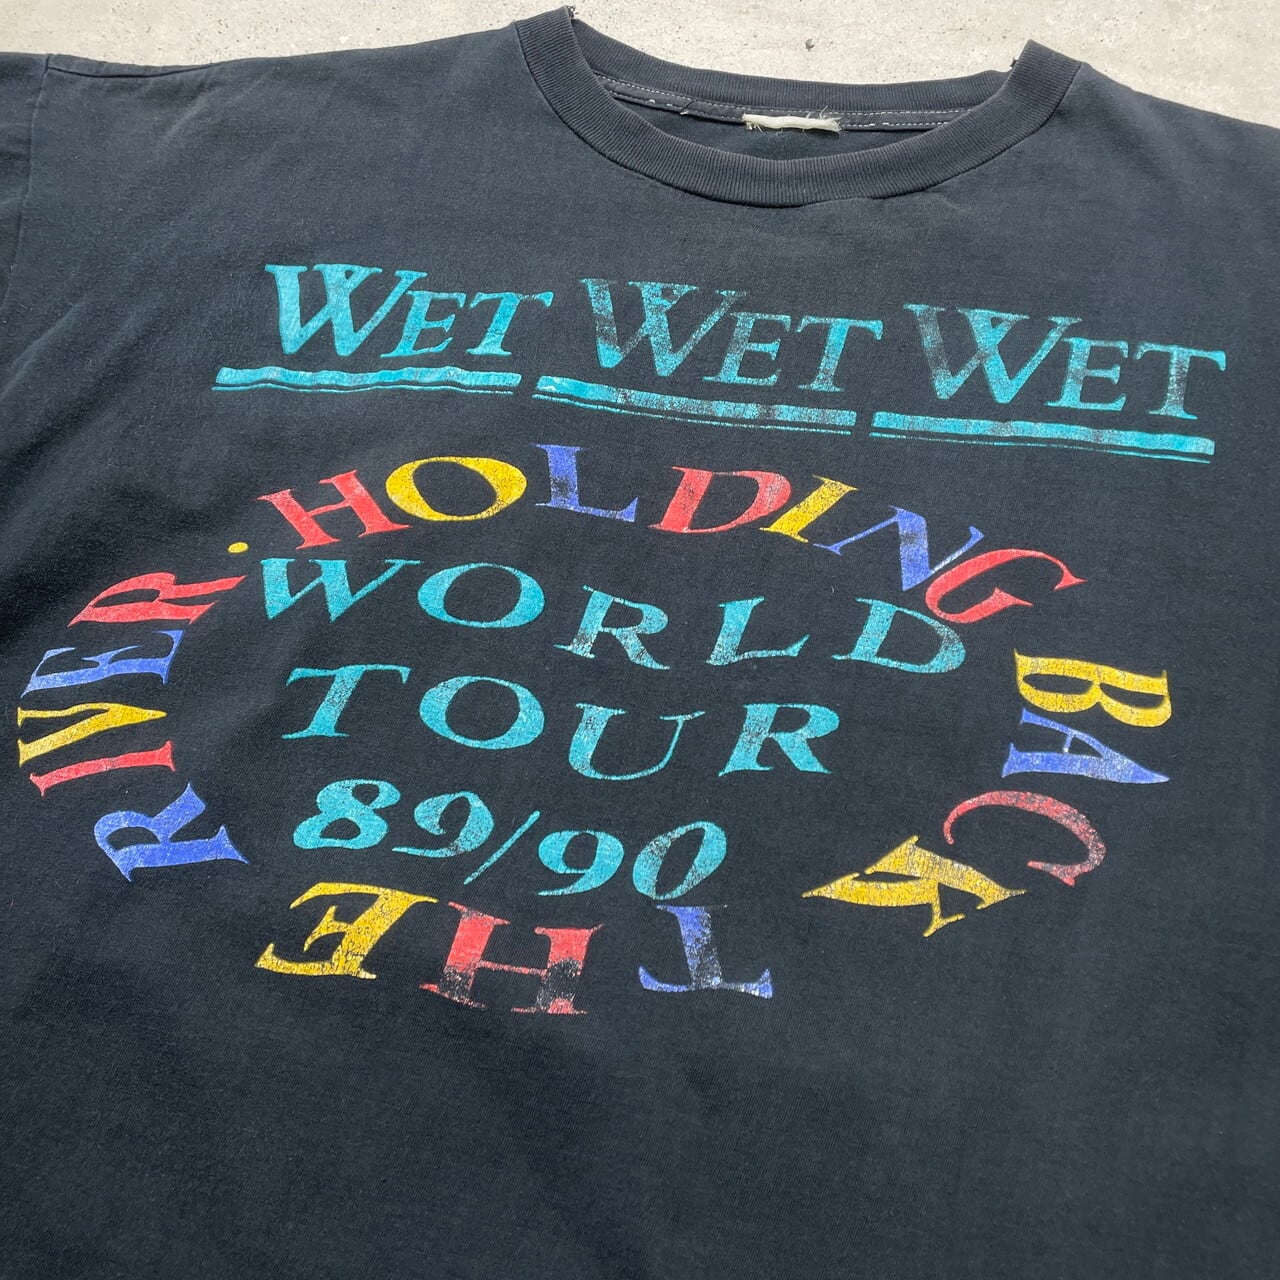 WET WET WET
HOLDING BACK THE RIVER.
WORLD
TOUR
89/90